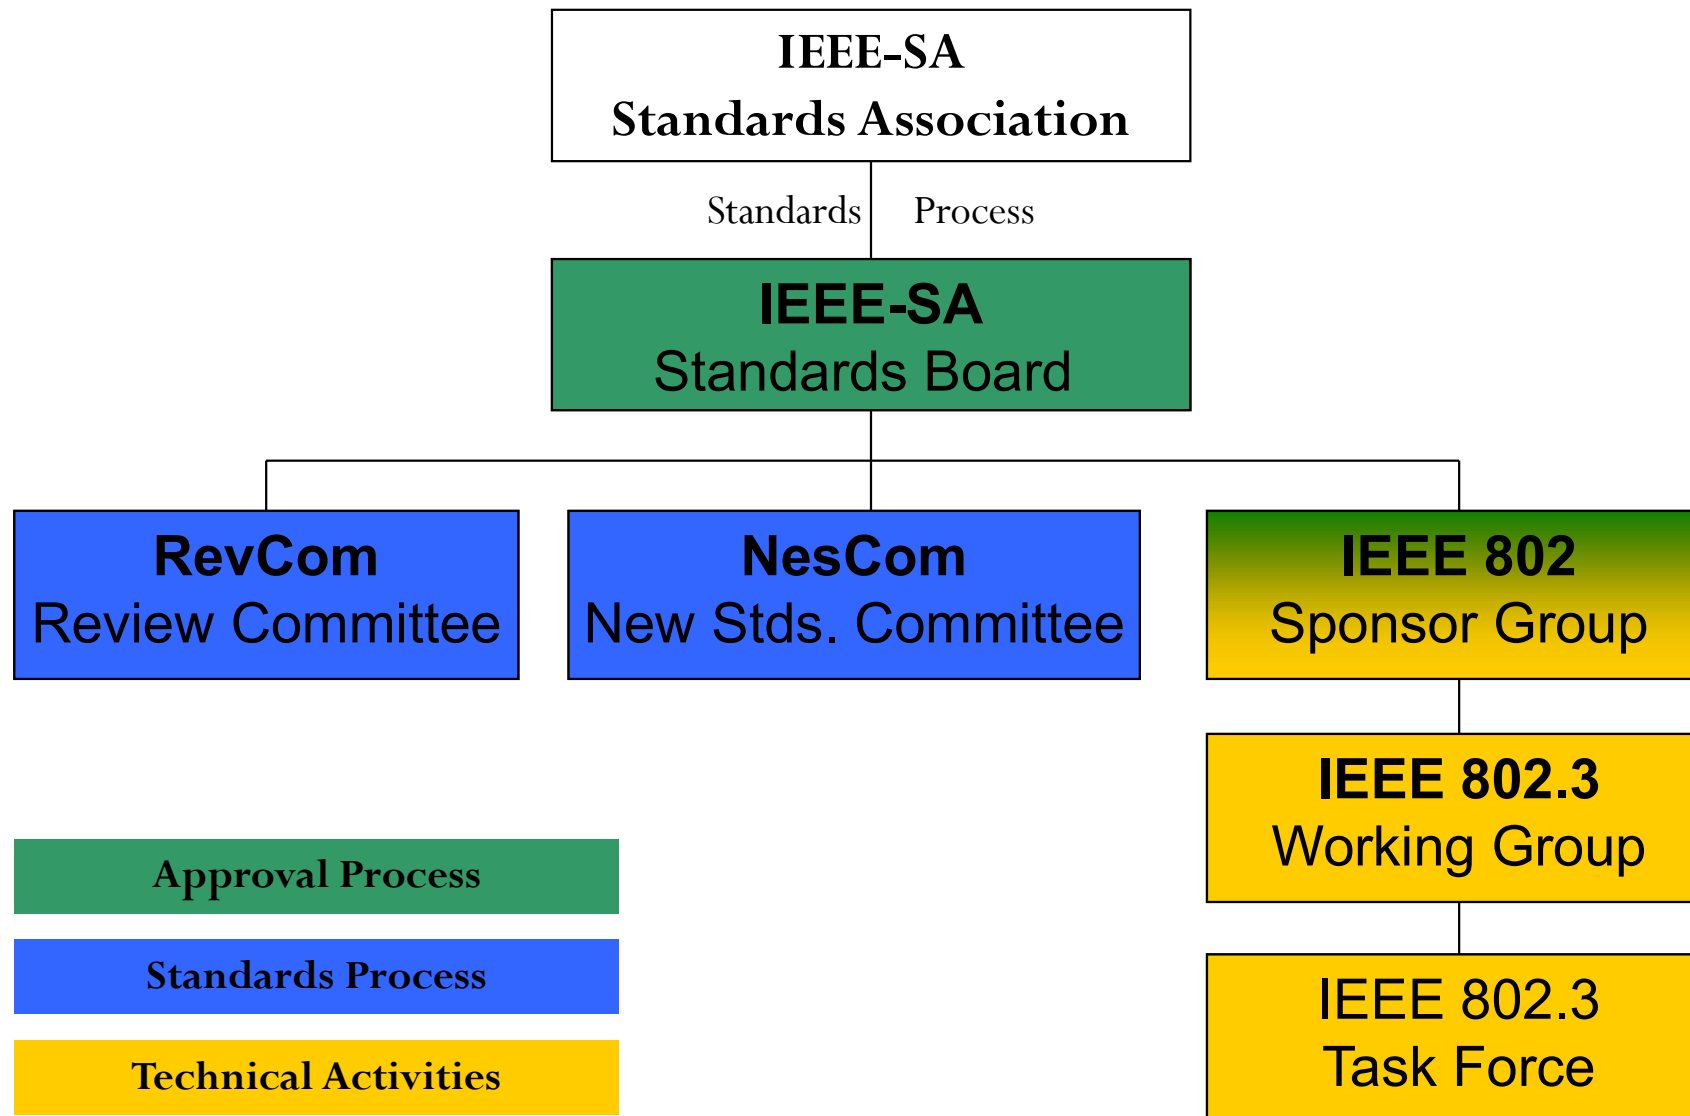 IEEE-SA
Standards Association
Standards Process
IEEE-SA
Standards Board
RevCom
Review Committee
NesCom
New Stds. Committee
IEEE 802
Sponsor Group
IEEE 802.3
Working Group
IEEE 802.3
Task Force
Approval Process
Standards Process
Technical Activities